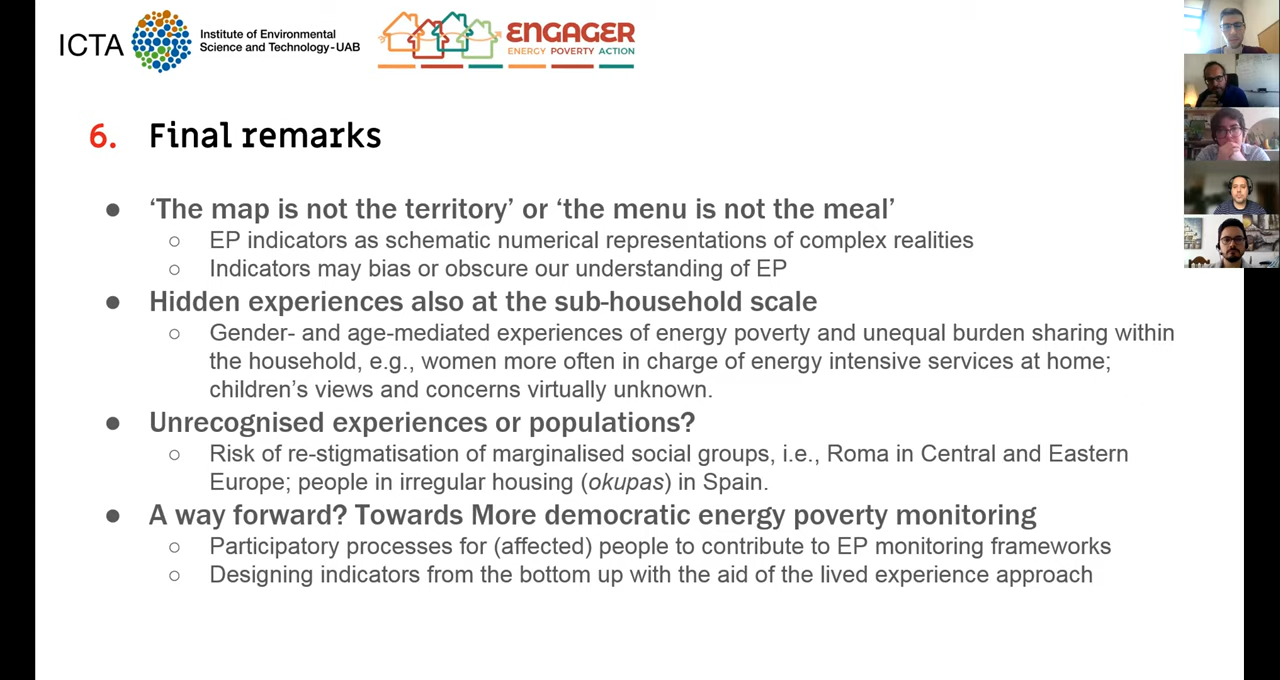 ICTA
Institute of Environmental
Science and Technology-UAB
ENGAGER
ENERGY POVERTY ACTION
6. Final remarks
● ‘The map is not the territory’ or ‘the menu is not the meal’
○ EP indicators as schematic numerical representations of complex realities
○ Indicators may bias or obscure our understanding of EP
● Hidden experiences also at the sub-household scale
○ Gender- and age-mediated experiences of energy poverty and unequal burden sharing within
the household, e.g., women more often in charge of energy intensive services at home;
children’s views and concerns virtually unknown.
● Unrecognised experiences or populations?
○ Risk of re-stigmatisation of marginalised social groups, i.e., Roma in Central and Eastern
Europe; people in irregular housing (okupas) in Spain.
● A way forward? Towards More democratic energy poverty monitoring
○ Participatory processes for (affected) people to contribute to EP monitoring frameworks
○ Designing indicators from the bottom up with the aid of the lived experience approach